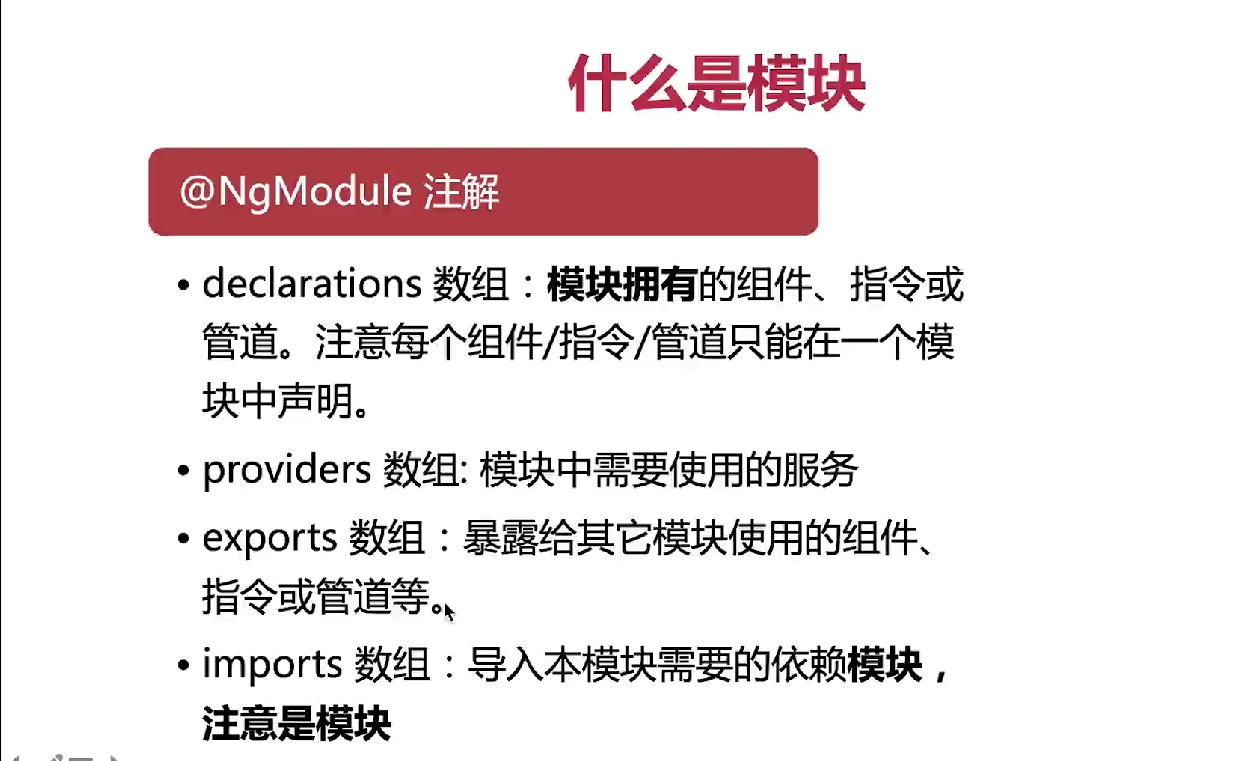 什么是模块
@NgModule 注解
• declarations 数组：模块拥有的组件、指令或
管道。注意每个组件/指令/管道只能在一个模
块中声明。
• providers 数组: 模块中需要使用的服务
• exports 数组：暴露给其它模块使用的组件、
指令或管道等。
• imports 数组：导入本模块需要的依赖模块，
注意是模块